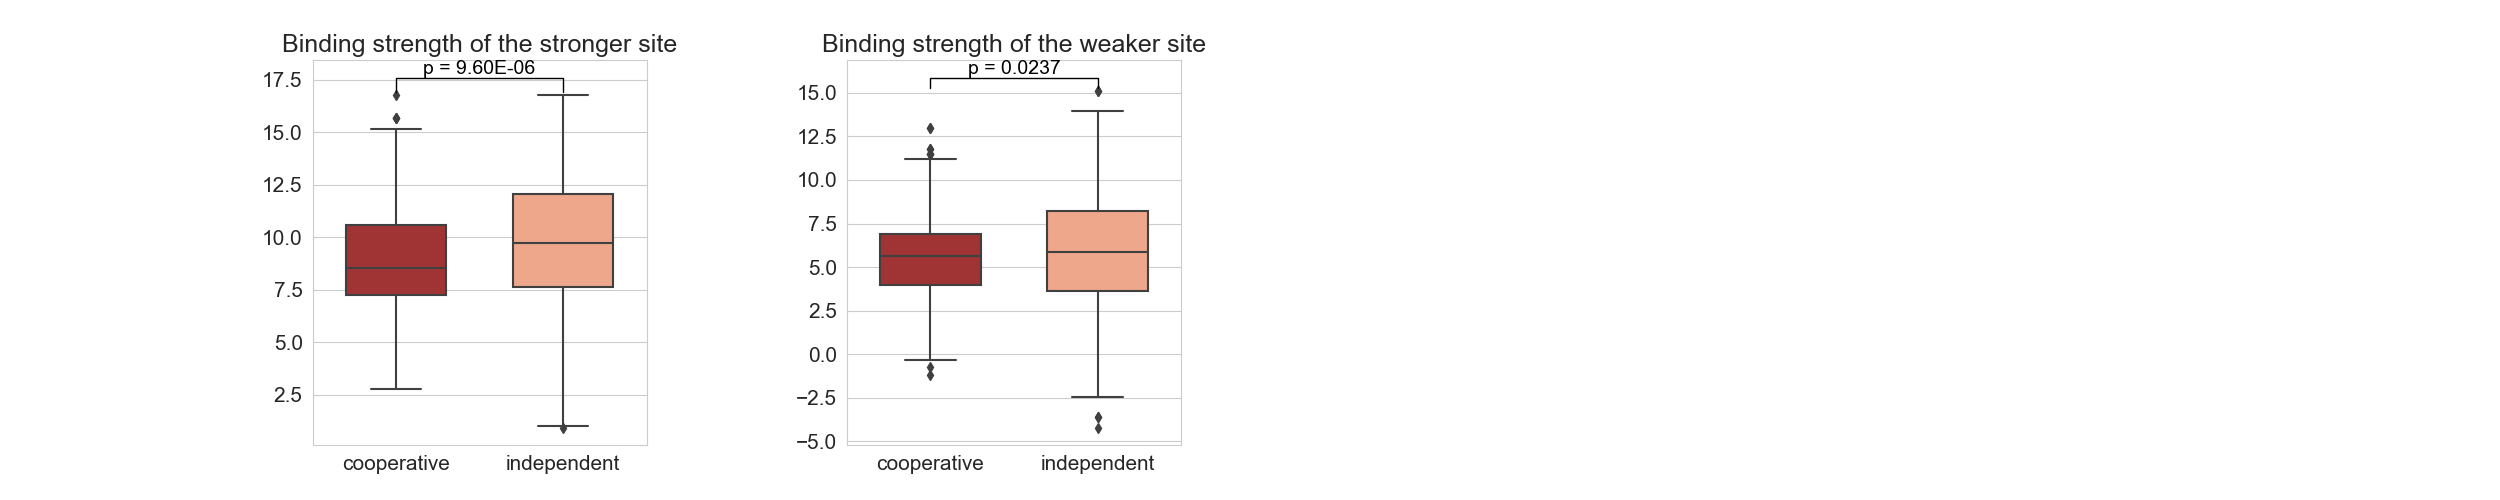 Binding strength of the stronger site
p = 9.60E-06
17.5
15.0
12.5
10.0
7.5
5.0
2.5
cooperative
independent
Binding strength of the weaker site
p = 0.0237
15.0
12.5
10.0
7.5
5.0
2.5
0.0
−2.5
−5.0
cooperative
independent